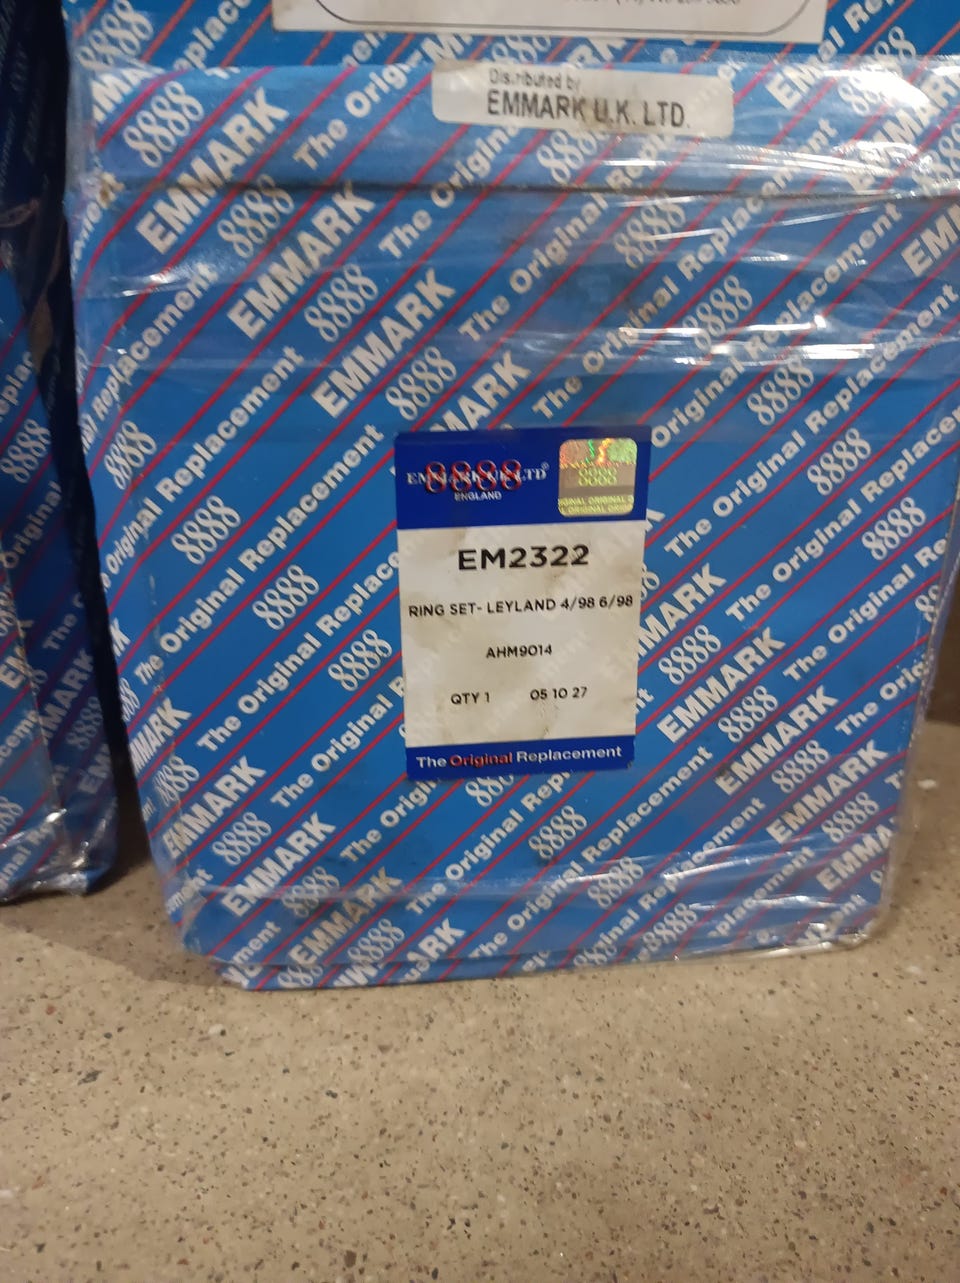 Distributed by
EMMARK U.K. LTD.
8888
ENGLAND
EM2322
RING SET- LEYLAND 4/98 6/98
AHM9014
QTY 1 05 10 27
The Original Replacement
EMMARK 8888 The Original Replacement